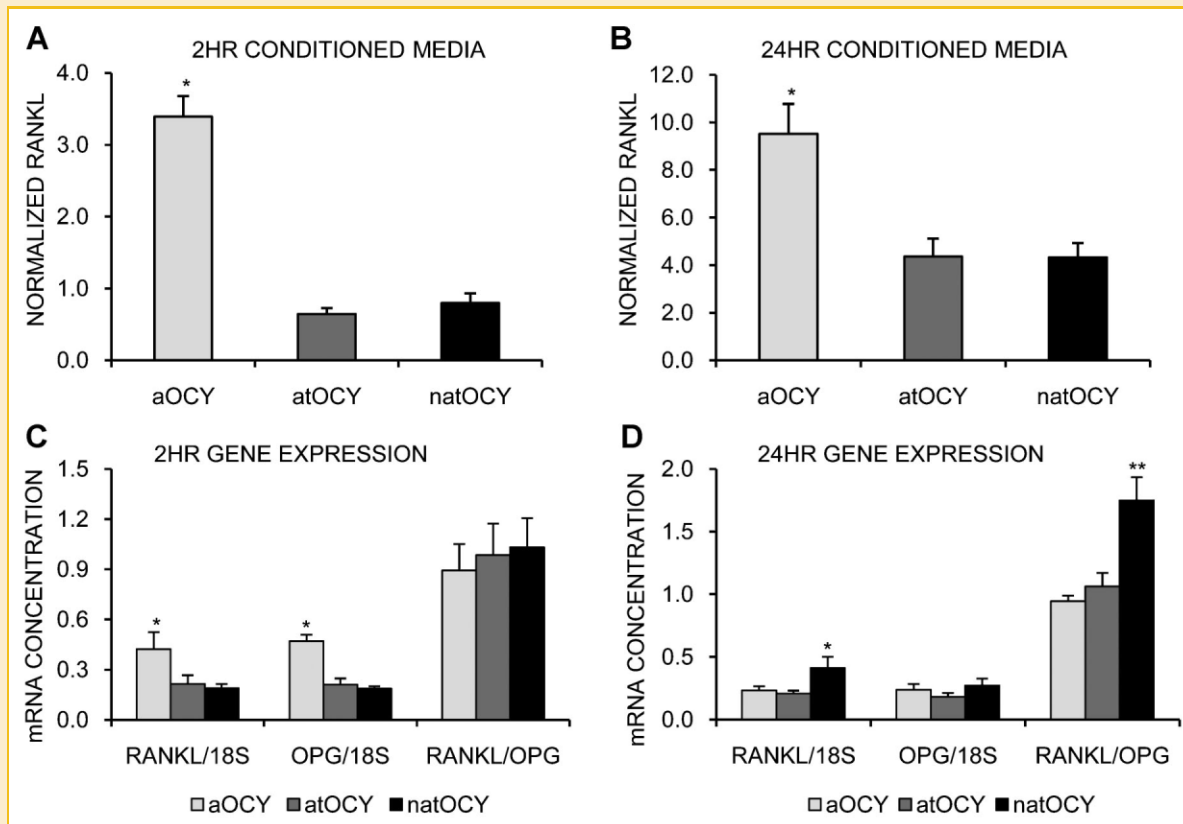 A
2HR CONDITIONED MEDIA
NORMALIZED RANKL
4.0
3.0
2.0
1.0
0.0
*
aOCY atOCY natOCY
B
24HR CONDITIONED MEDIA
NORMALIZED RANKL
12.0
10.0
8.0
6.0
4.0
2.0
0.0
*
aOCY atOCY natOCY
C
2HR GENE EXPRESSION
mRNA CONCENTRATION
1.5
1.2
0.9
0.6
0.3
0.0
* *
RANKL/18S OPG/18S RANKL/OPG
aOCY atOCY natOCY
D
24HR GENE EXPRESSION
mRNA CONCENTRATION
2.0
1.5
1.0
0.5
0.0
* **
RANKL/18S OPG/18S RANKL/OPG
aOCY atOCY natOCY